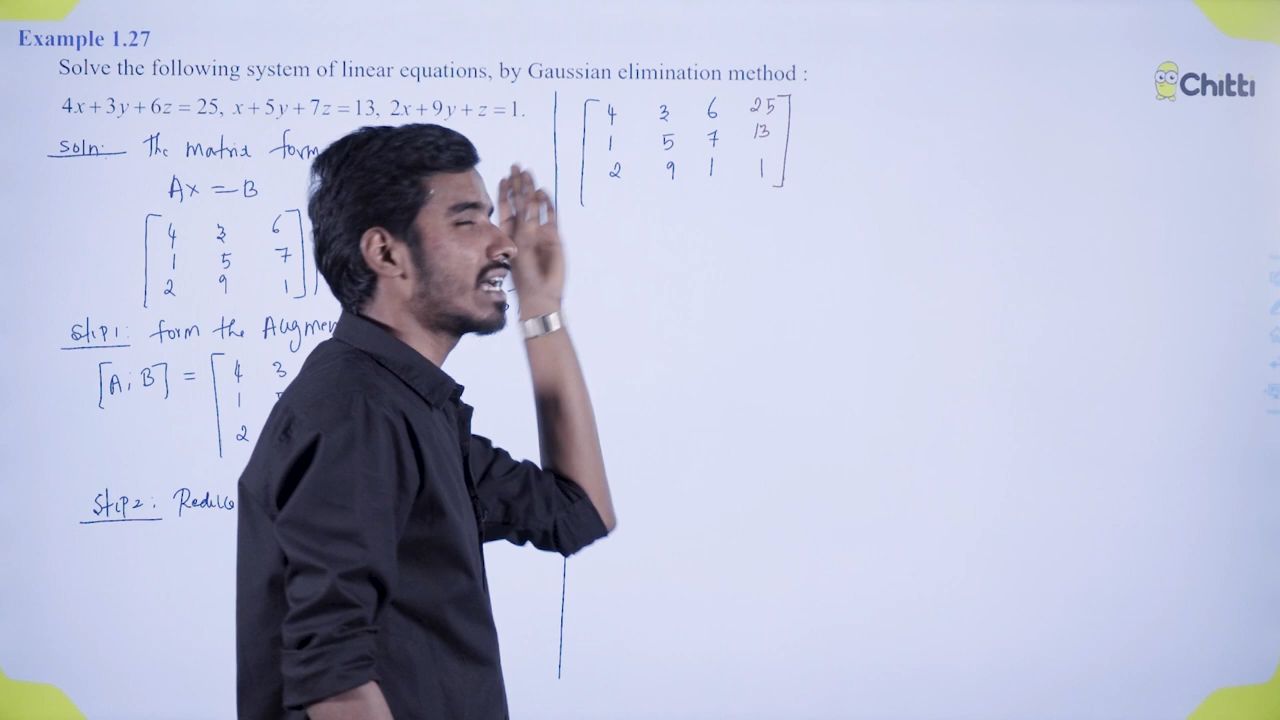 Example 1.27
Solve the following system of linear equations, by Gaussian elimination method :
4x + 3y + 6z = 25, x + 5y + 7z = 13, 2x + 9y + z = 1.
Soln: The matrix form
AX = B
4 3 6
1 5 7
2 9 1
Step 1: form the Augmen
[A ; B] = [ 4 3
1
2
Step 2: Reduce
4 3 6 25
1 5 7 13
2 9 1 1
Chitti